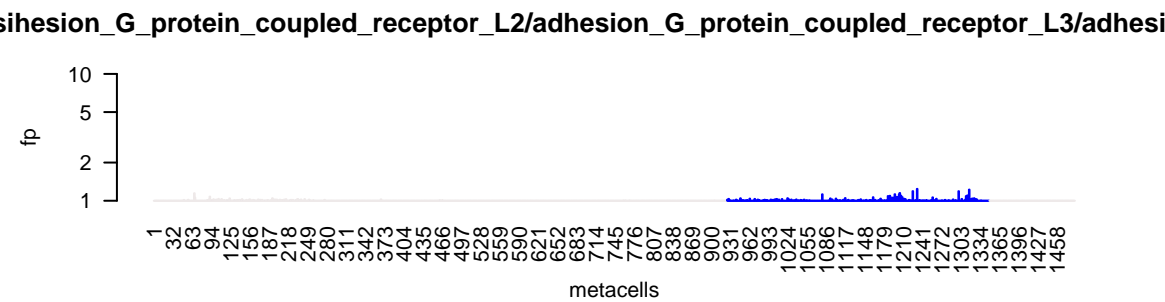 sihesion_G_protein_coupled_receptor_L2/adhesion_G_protein_coupled_receptor_L3/adhesi
10
5
2
1
fp
1 32 63 94 125 156 187 218 249 280 311 342 373 404 435 466 497 528 559 590 621 652 683 714 745 776 807 838 869 900 931 962 993 1024 1055 1086 1117 1148 1179 1210 1241 1272 1303 1334 1365 1396 1427 1458
metacells